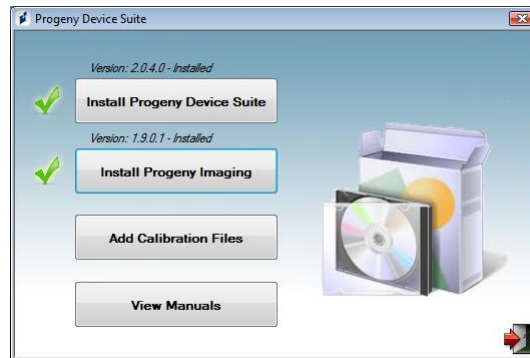 Progeny Device Suite
Version: 2.0.4.0 - Installed
Install Progeny Device Suite
Version: 1.9.0.1 - Installed
Install Progeny Imaging
Add Calibration Files
View Manuals